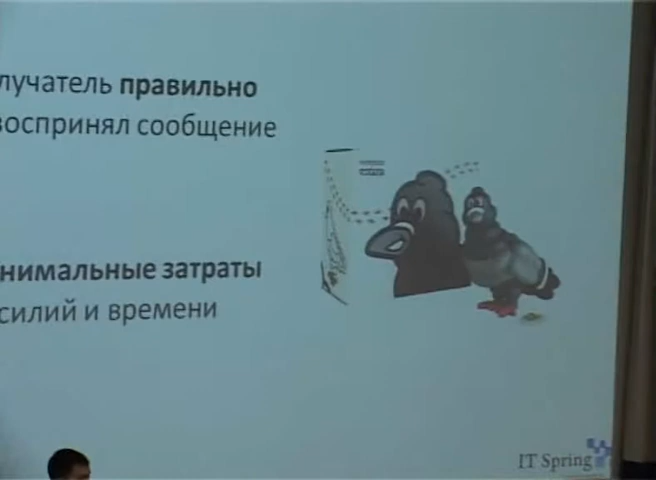 лучатель правильно
воспринял сообщение
нимальные затраты
силий и времени
IT Spring